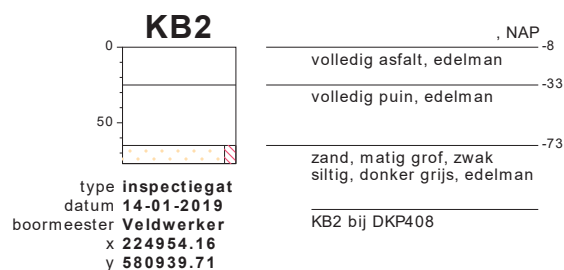 KB2
, NAP
0
-8
volledig asfalt, edelman
-33
volledig puin, edelman
50
-73
zand, matig grof, zwak
siltig, donker grijs, edelman
type inspectiegat
datum 14-01-2019
boormeester Veldwerker
x 224954.16
y 580939.71
KB2 bij DKP408